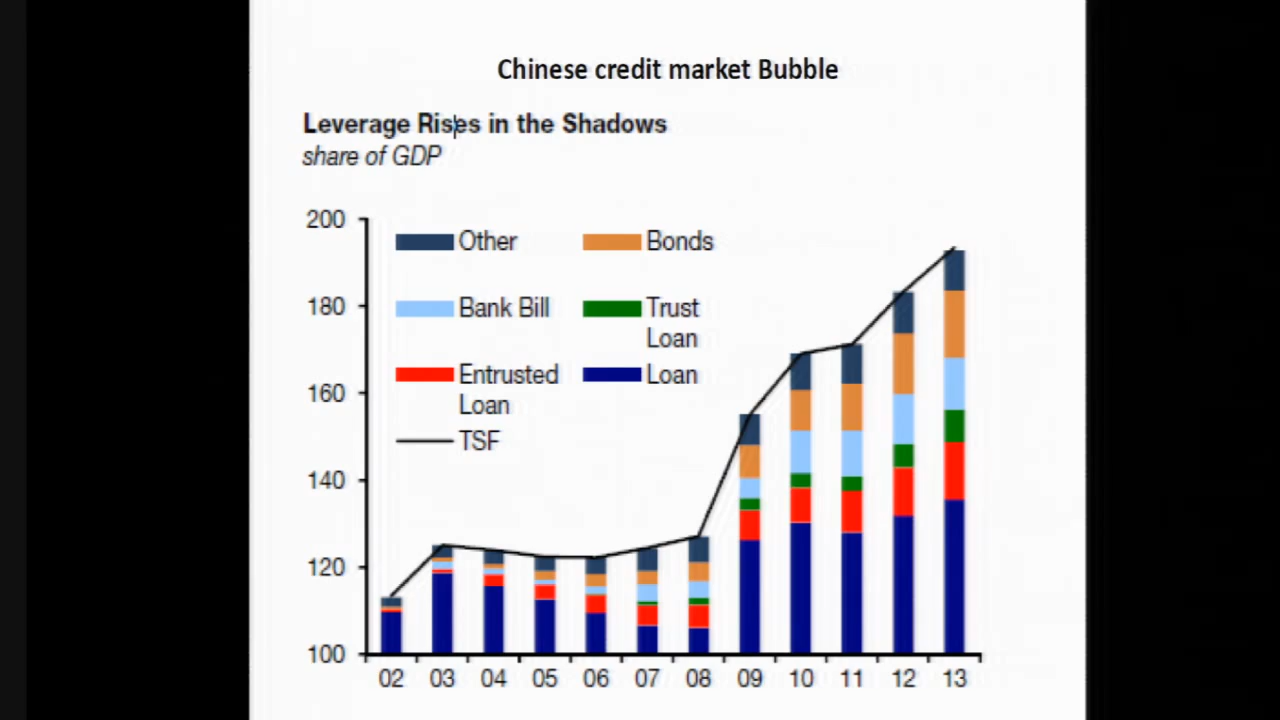 Chinese credit market Bubble
Leverage Rises in the Shadows
share of GDP
200
Other
Bonds
180
Bank Bill
Trust
Loan
160
Entrusted
Loan
Loan
TSF
140
120
100
02 03 04 05 06 07 08 09 10 11 12 13